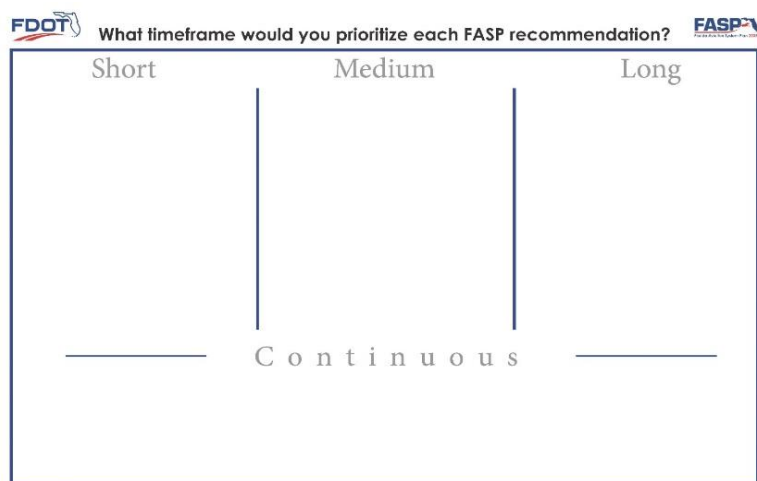 FDOT
What timeframe would you prioritize each FASP recommendation?
FASP
Short
Medium
Long
Continuous